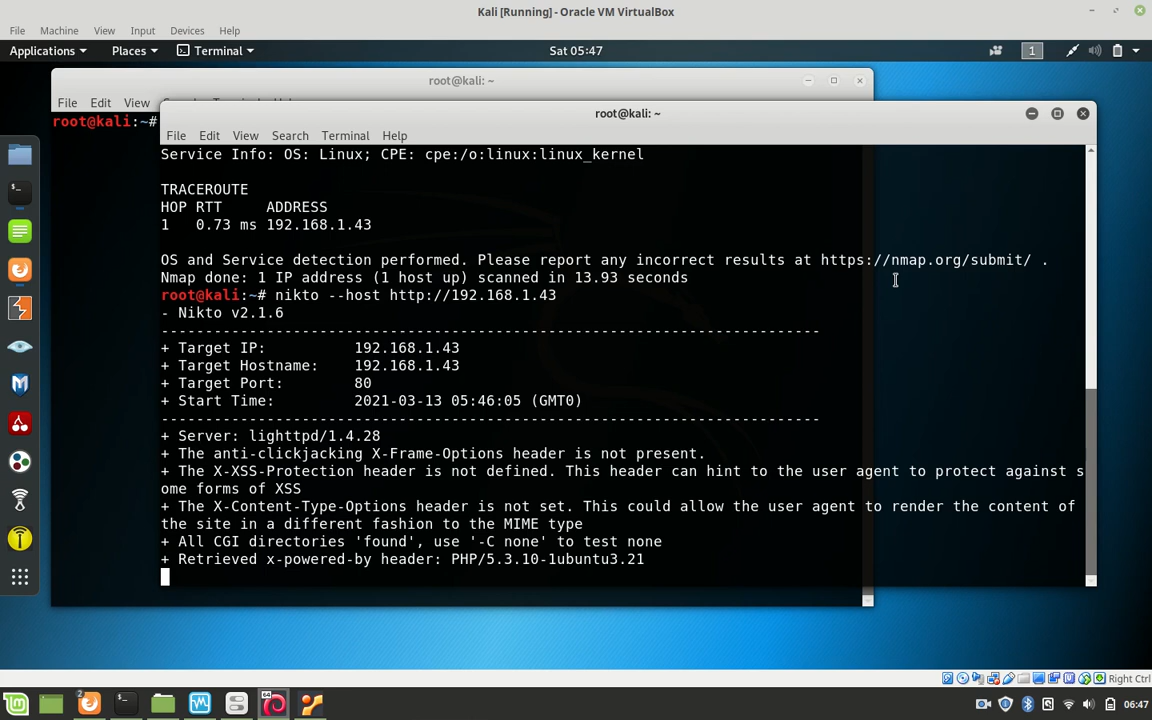 Kali [Running] - Oracle VM VirtualBox
File Machine View Input Devices Help
Applications Places Terminal Sat 05:47 1
root@kali: ~
File Edit View
root@kali:~#
root@kali: ~
File Edit View Search Terminal Help
Service Info: OS: Linux; CPE: cpe:/o:linux:linux_kernel
TRACEROUTE
HOP RTT ADDRESS
1 0.73 ms 192.168.1.43
OS and Service detection performed. Please report any incorrect results at https://nmap.org/submit/ .
Nmap done: 1 IP address (1 host up) scanned in 13.93 seconds
root@kali:~# nikto --host http://192.168.1.43
- Nikto v2.1.6
---------------------------------------------------------------------------
+ Target IP: 192.168.1.43
+ Target Hostname: 192.168.1.43
+ Target Port: 80
+ Start Time: 2021-03-13 05:46:05 (GMT0)
---------------------------------------------------------------------------
+ Server: lighttpd/1.4.28
+ The anti-clickjacking X-Frame-Options header is not present.
+ The X-XSS-Protection header is not defined. This header can hint to the user agent to protect against s
ome forms of XSS
+ The X-Content-Type-Options header is not set. This could allow the user agent to render the content of
the site in a different fashion to the MIME type
+ All CGI directories 'found', use '-C none' to test none
+ Retrieved x-powered-by header: PHP/5.3.10-1ubuntu3.21
Right Ctrl
2 64 06:47